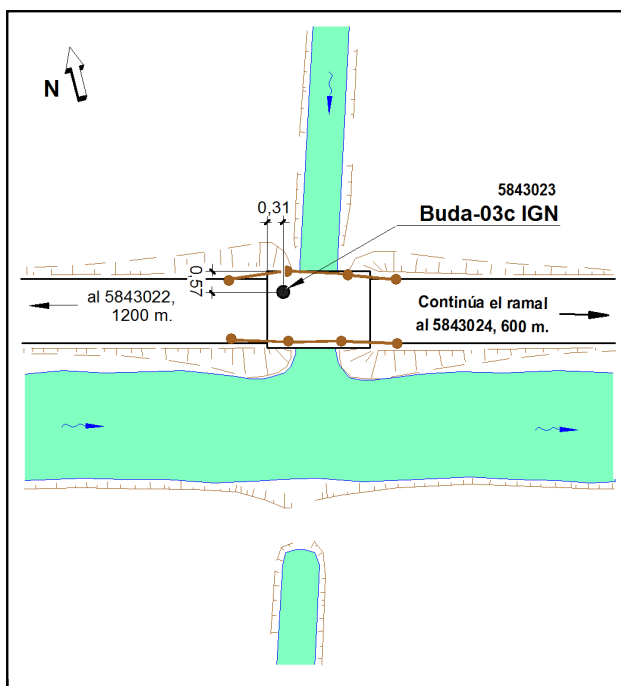 N
5843023
Buda-03c IGN
0,31
0,57
al 5843022,
1200 m.
Continúa el ramal
al 5843024, 600 m.